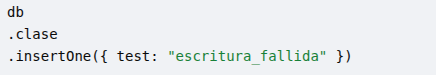 db
.clase
.insertOne({ test: "escritura_fallida" })